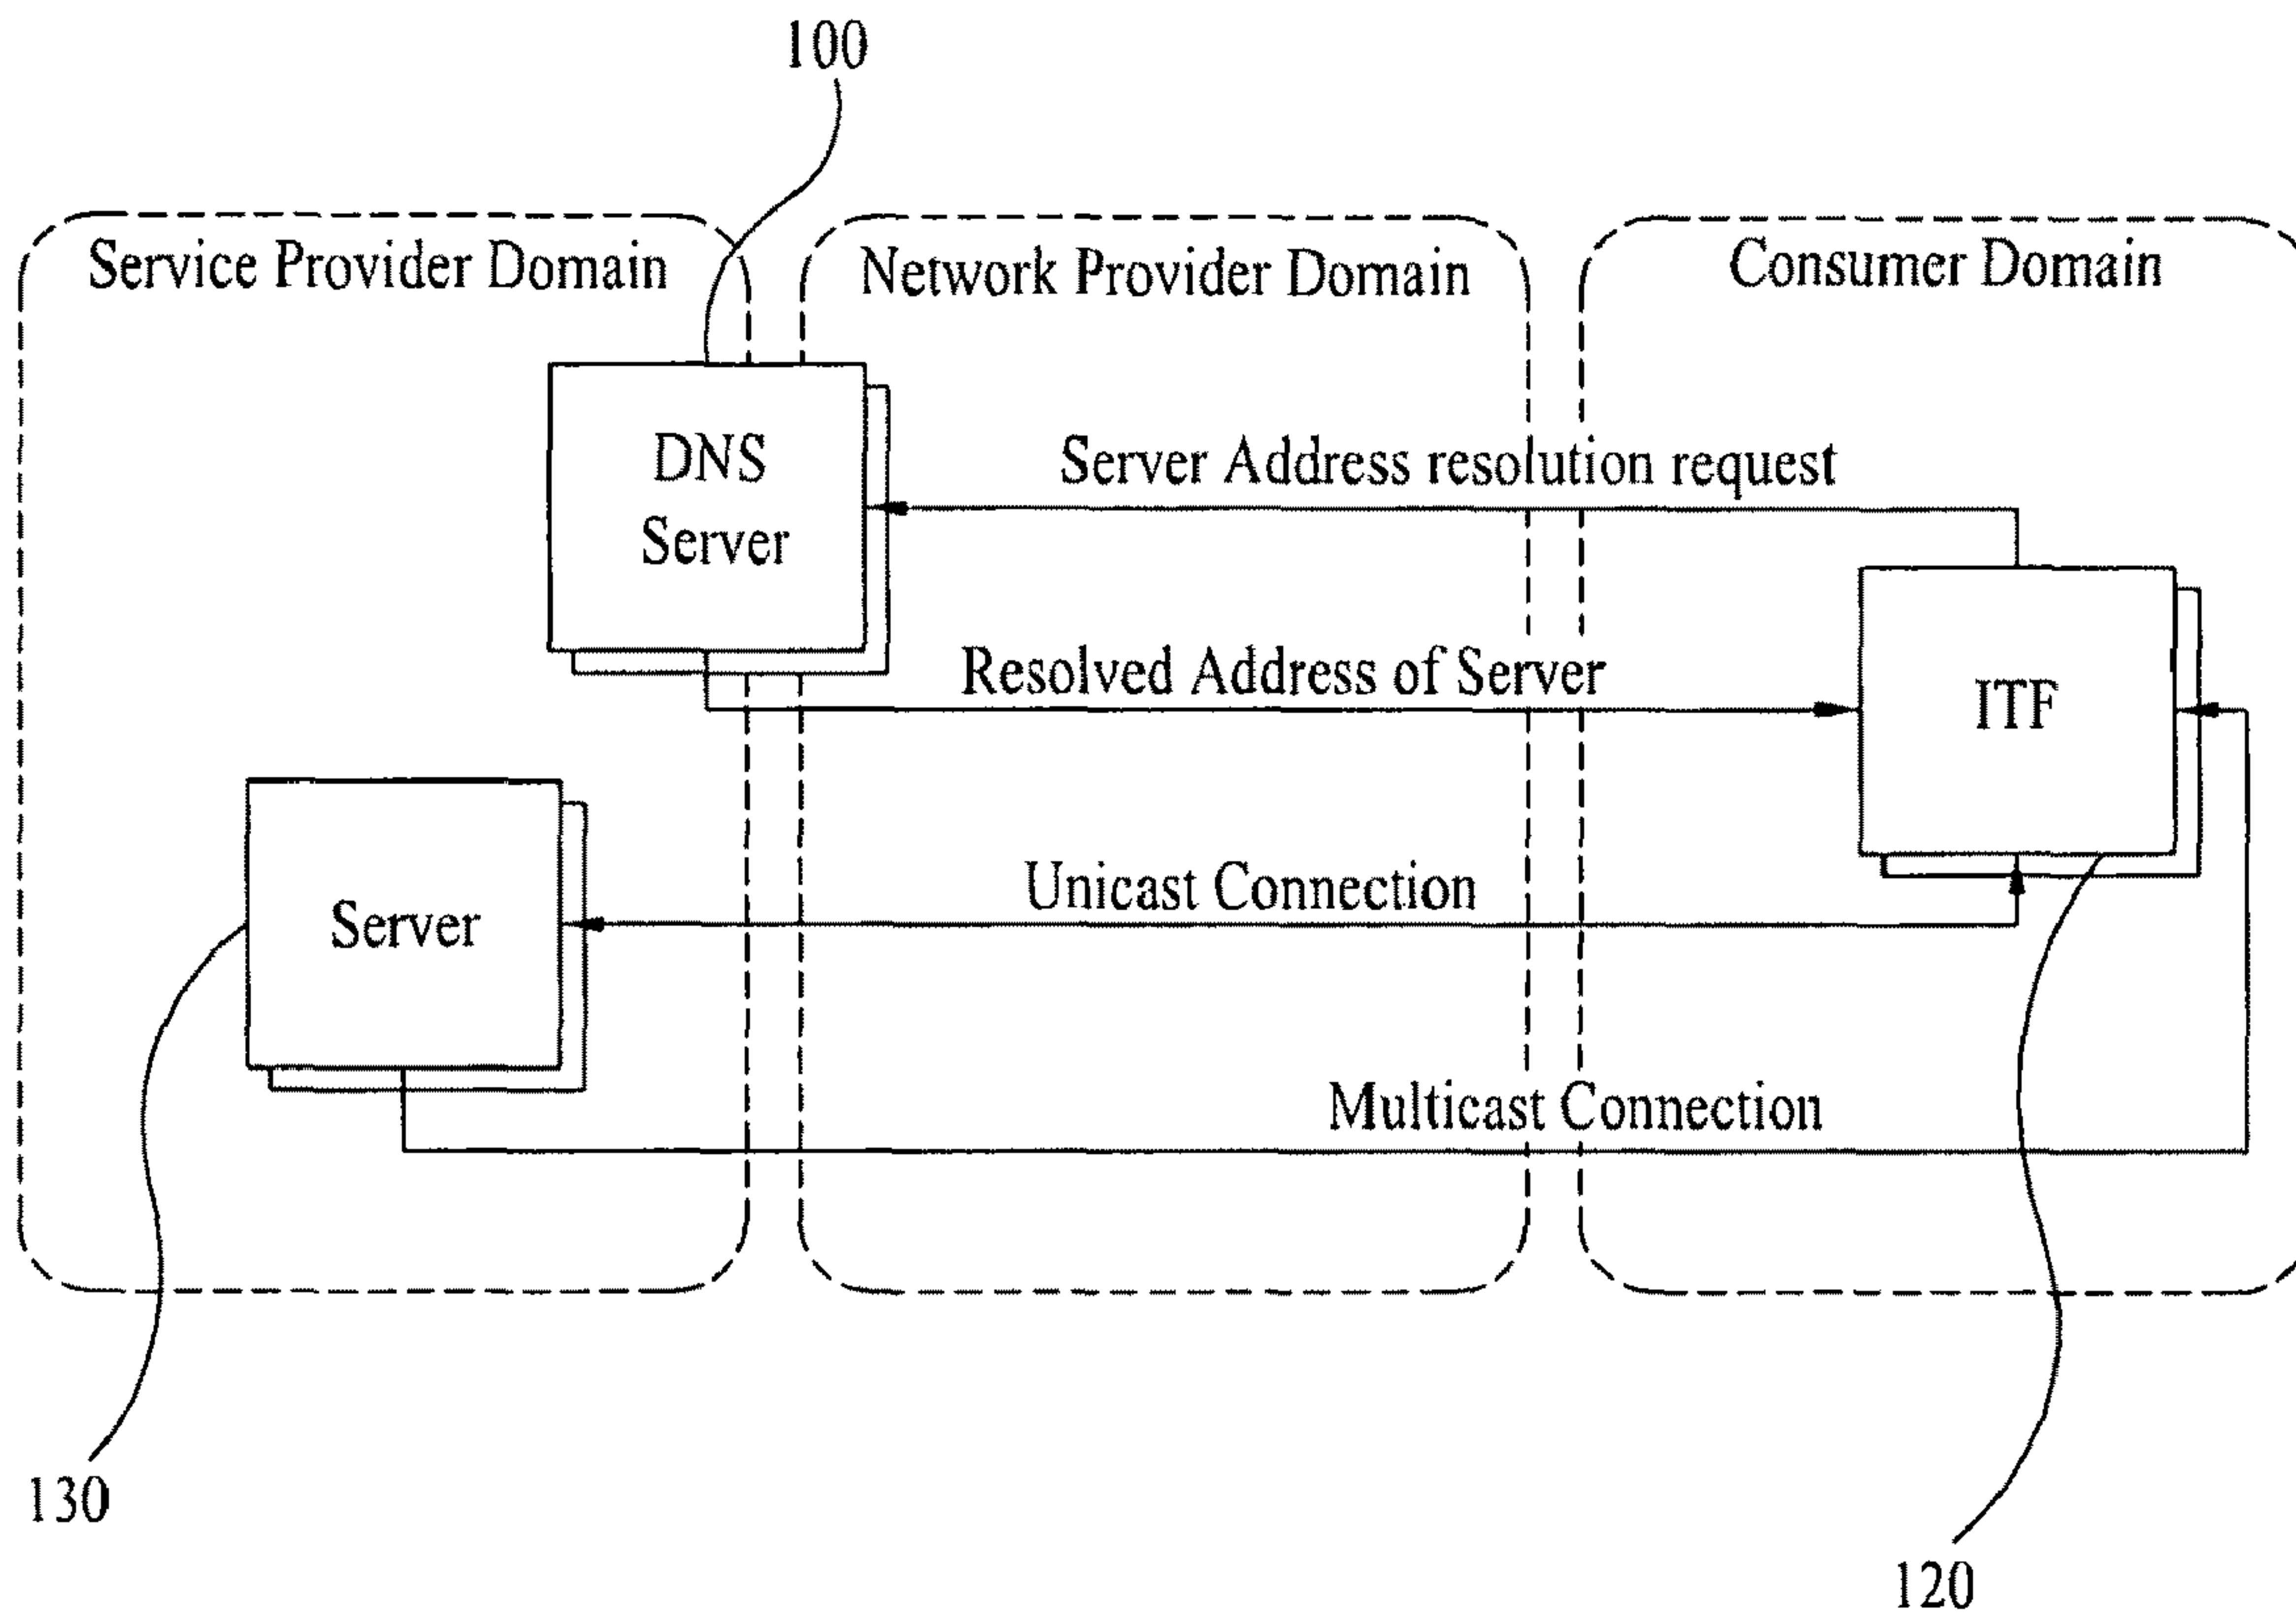 100
Service Provider Domain
Network Provider Domain
Consumer Domain
DNS
Server
Server Address resolution request
Resolved Address of Server
ITF
Server
Unicast Connection
Multicast Connection
130
120